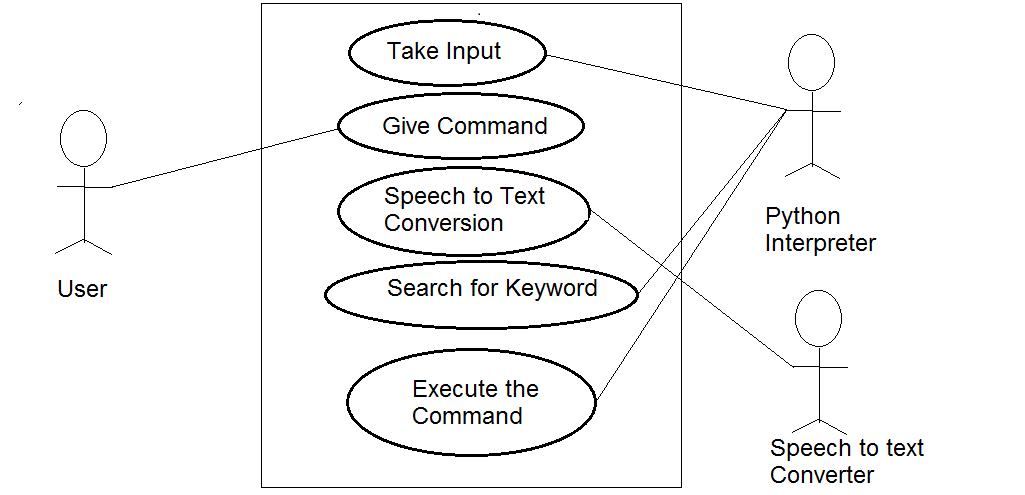 Take Input
Give Command
Speech to Text
Conversion
Search for Keyword
Execute the
Command
User
Python
Interpreter
Speech to text
Converter